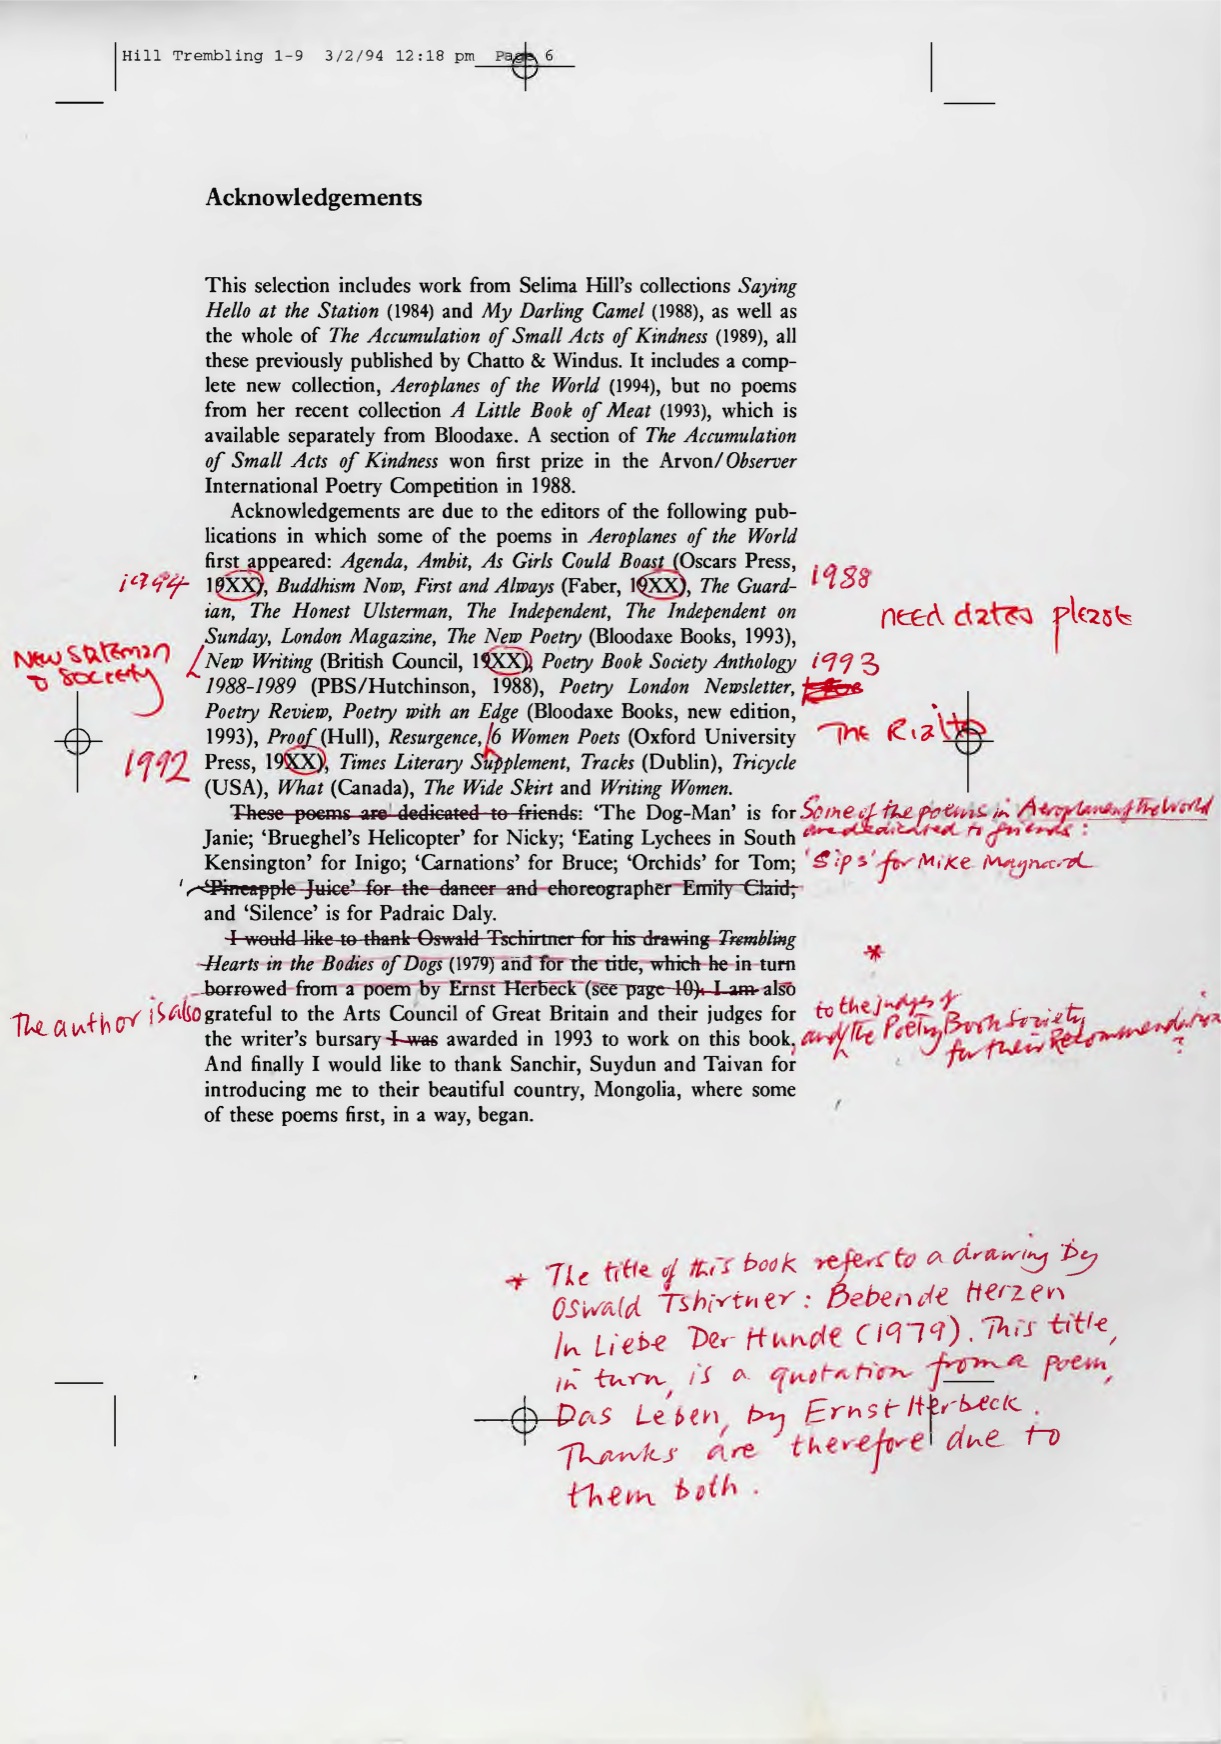 Hill Trembling 1-9 3/2/94 12:18 pm Page 6
Acknowledgements
This selection includes work from Selima Hill's collections Saying
Hello at the Station (1984) and My Darling Camel (1988), as well as
the whole of The Accumulation of Small Acts of Kindness (1989), all
these previously published by Chatto & Windus. It includes a comp-
lete new collection, Aeroplanes of the World (1994), but no poems
from her recent collection A Little Book of Meat (1993), which is
available separately from Bloodaxe. A section of The Accumulation
of Small Acts of Kindness won first prize in the Arvon/Observer
International Poetry Competition in 1988.
Acknowledgements are due to the editors of the following pub-
lications in which some of the poems in Aeroplanes of the World
first appeared: Agenda, Ambit, As Girls Could Boast (Oscars Press,
1994 19XX), Buddhism Now, First and Always (Faber, 19XX), The Guard- 1988
ian, The Honest Ulsterman, The Independent, The Independent on
need dates please
Sunday, London Magazine, The New Poetry (Bloodaxe Books, 1993),
New Stateman
& Society
New Writing (British Council, 19XX), Poetry Book Society Anthology 1993
1988-1989 (PBS/Hutchinson, 1988), Poetry London Newsletter,
Poetry Review, Poetry with an Edge (Bloodaxe Books, new edition,
1993), Proof (Hull), Resurgence, 6 Women Poets (Oxford University The Rialto
1992 Press, 19XX), Times Literary Supplement, Tracks (Dublin), Tricycle
(USA), What (Canada), The Wide Skirt and Writing Women.
These poems are dedicated to friends: 'The Dog-Man' is for
Some of the poems in Aeroplanes of the World
are dedicated to friends:
Janie; 'Brueghel's Helicopter' for Nicky; 'Eating Lychees in South
Kensington' for Inigo; 'Carnations' for Bruce; 'Orchids' for Tom;
'Sips' for Mike Maynard
'Pineapple Juice' for the dancer and choreographer Emily Claid;
and 'Silence' is for Padraic Daly.
I would like to thank Oswald Tschirtner for his drawing Trembling
*
Hearts in the Bodies of Dogs (1979) and for the title, which he in turn
borrowed from a poem by Ernst Herbeck (see page 10). I am also
The author is also grateful to the Arts Council of Great Britain and their judges for
the writer's bursary I was awarded in 1993 to work on this book,
to the judges of
and the Poetry Book Society
for their Recommendation
?
And finally I would like to thank Sanchir, Suydun and Taivan for
introducing me to their beautiful country, Mongolia, where some
of these poems first, in a way, began.
* The title of this book refers to a drawing by
Oswald Tshirtner: Bebende Herzen
In Liebe Der Hunde (1979). This title,
in turn, is a quotation from a poem,
Das Leben, by Ernst Herbeck.
Thanks are therefore due to
them both.